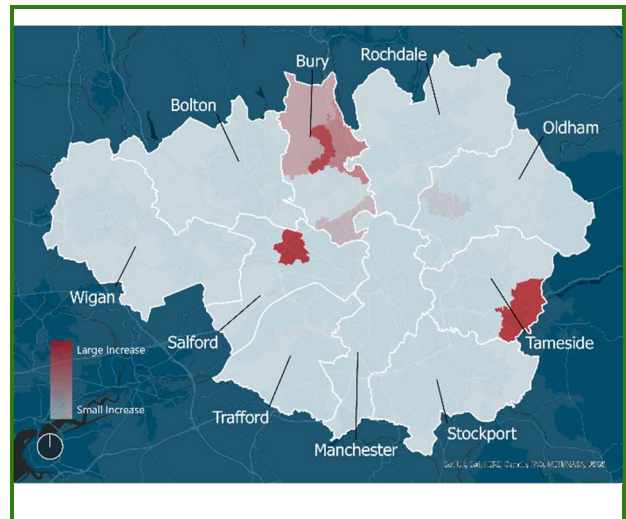 Bury
Rochdale
Bolton
Oldham
Wigan
Large Increase
Salford
Tameside
Small Increase
Trafford
Stockport
Manchester